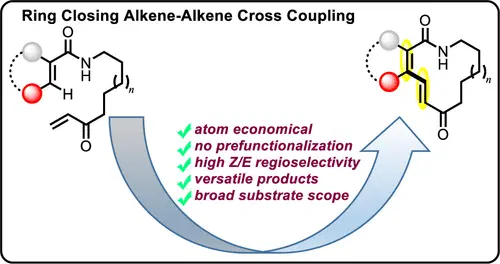 Ring Closing Alkene-Alkene Cross Coupling
O
N
H
H
n
O
O
N
H
n
O
atom economical
no prefunctionalization
high Z/E regioselectivity
versatile products
broad substrate scope